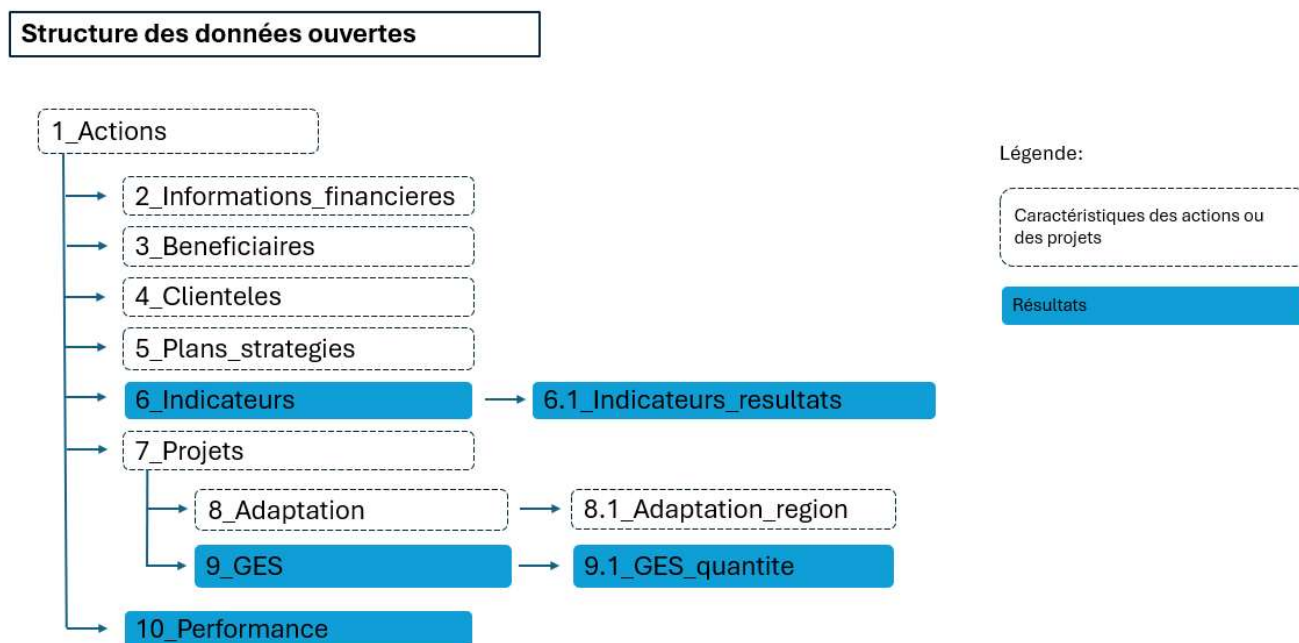 Structure des données ouvertes
1_Actions
2_Informations_financieres
3_Beneficiaires
4_Clienteles
5_Plans_strategies
6_Indicateurs
6.1_Indicateurs_resultats
7_Projets
8_Adaptation
8.1_Adaptation_region
9_GES
9.1_GES_quantite
10_Performance
Légende:
Caractéristiques des actions ou
des projets
Résultats